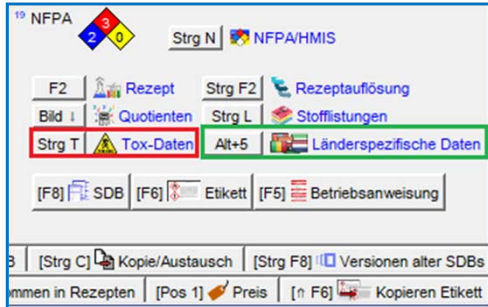 19 NFPA 3 2 0 Strg N NFPA/HMIS
F2 Rezept Strg F2 Rezeptauflösung
Bild ↓ Quotienten Strg L Stofflistungen
Strg T Tox-Daten Alt+5 Länderspezifische Daten
[F8] SDB [F6] Etikett [F5] Betriebsanweisung
[Strg C] Kopie/Austausch [Strg F8] Versionen alter SDBs
mmen in Rezepten [Pos 1] Preis [⇑ F6] Kopieren Etikett